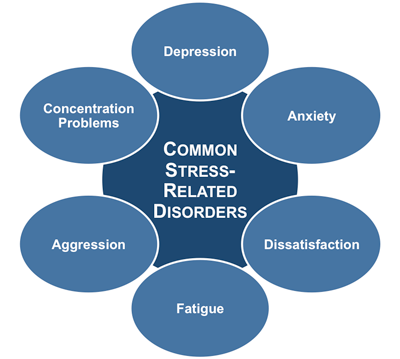 Depression
Anxiety
Dissatisfaction
Fatigue
Aggression
Concentration
Problems
COMMON
STRESS-
RELATED
DISORDERS